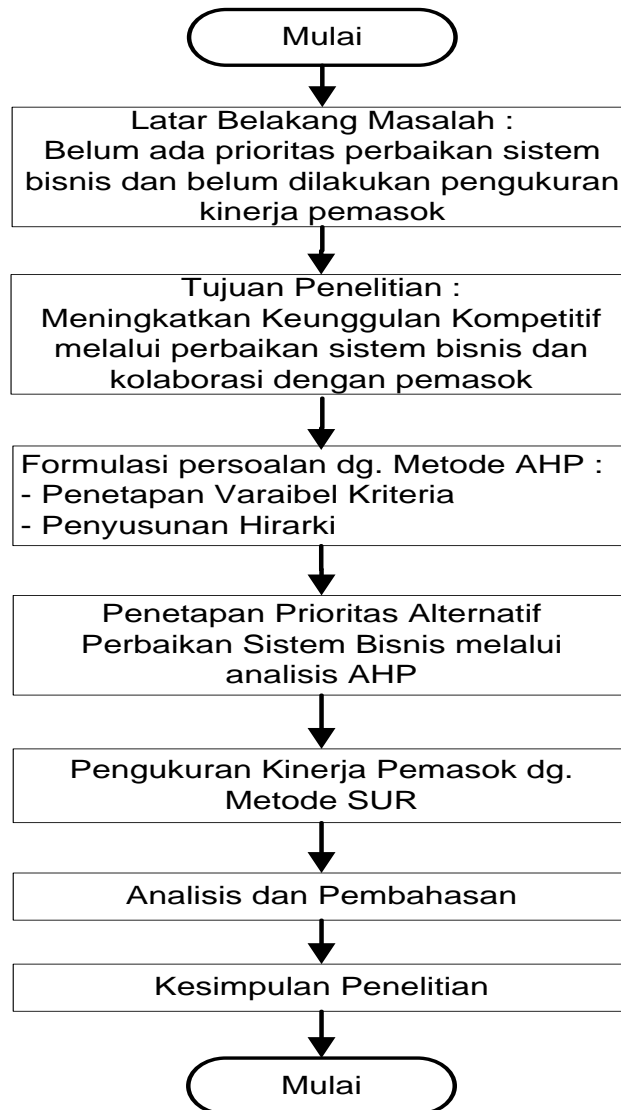 Mulai
Latar Belakang Masalah :
Belum ada prioritas perbaikan sistem
bisnis dan belum dilakukan pengukuran
kinerja pemasok
Tujuan Penelitian :
Meningkatkan Keunggulan Kompetitif
melalui perbaikan sistem bisnis dan
kolaborasi dengan pemasok
Formulasi persoalan dg. Metode AHP :
- Penetapan Varaibel Kriteria
- Penyusunan Hirarki
Penetapan Prioritas Alternatif
Perbaikan Sistem Bisnis melalui
analisis AHP
Pengukuran Kinerja Pemasok dg.
Metode SUR
Analisis dan Pembahasan
Kesimpulan Penelitian
Mulai